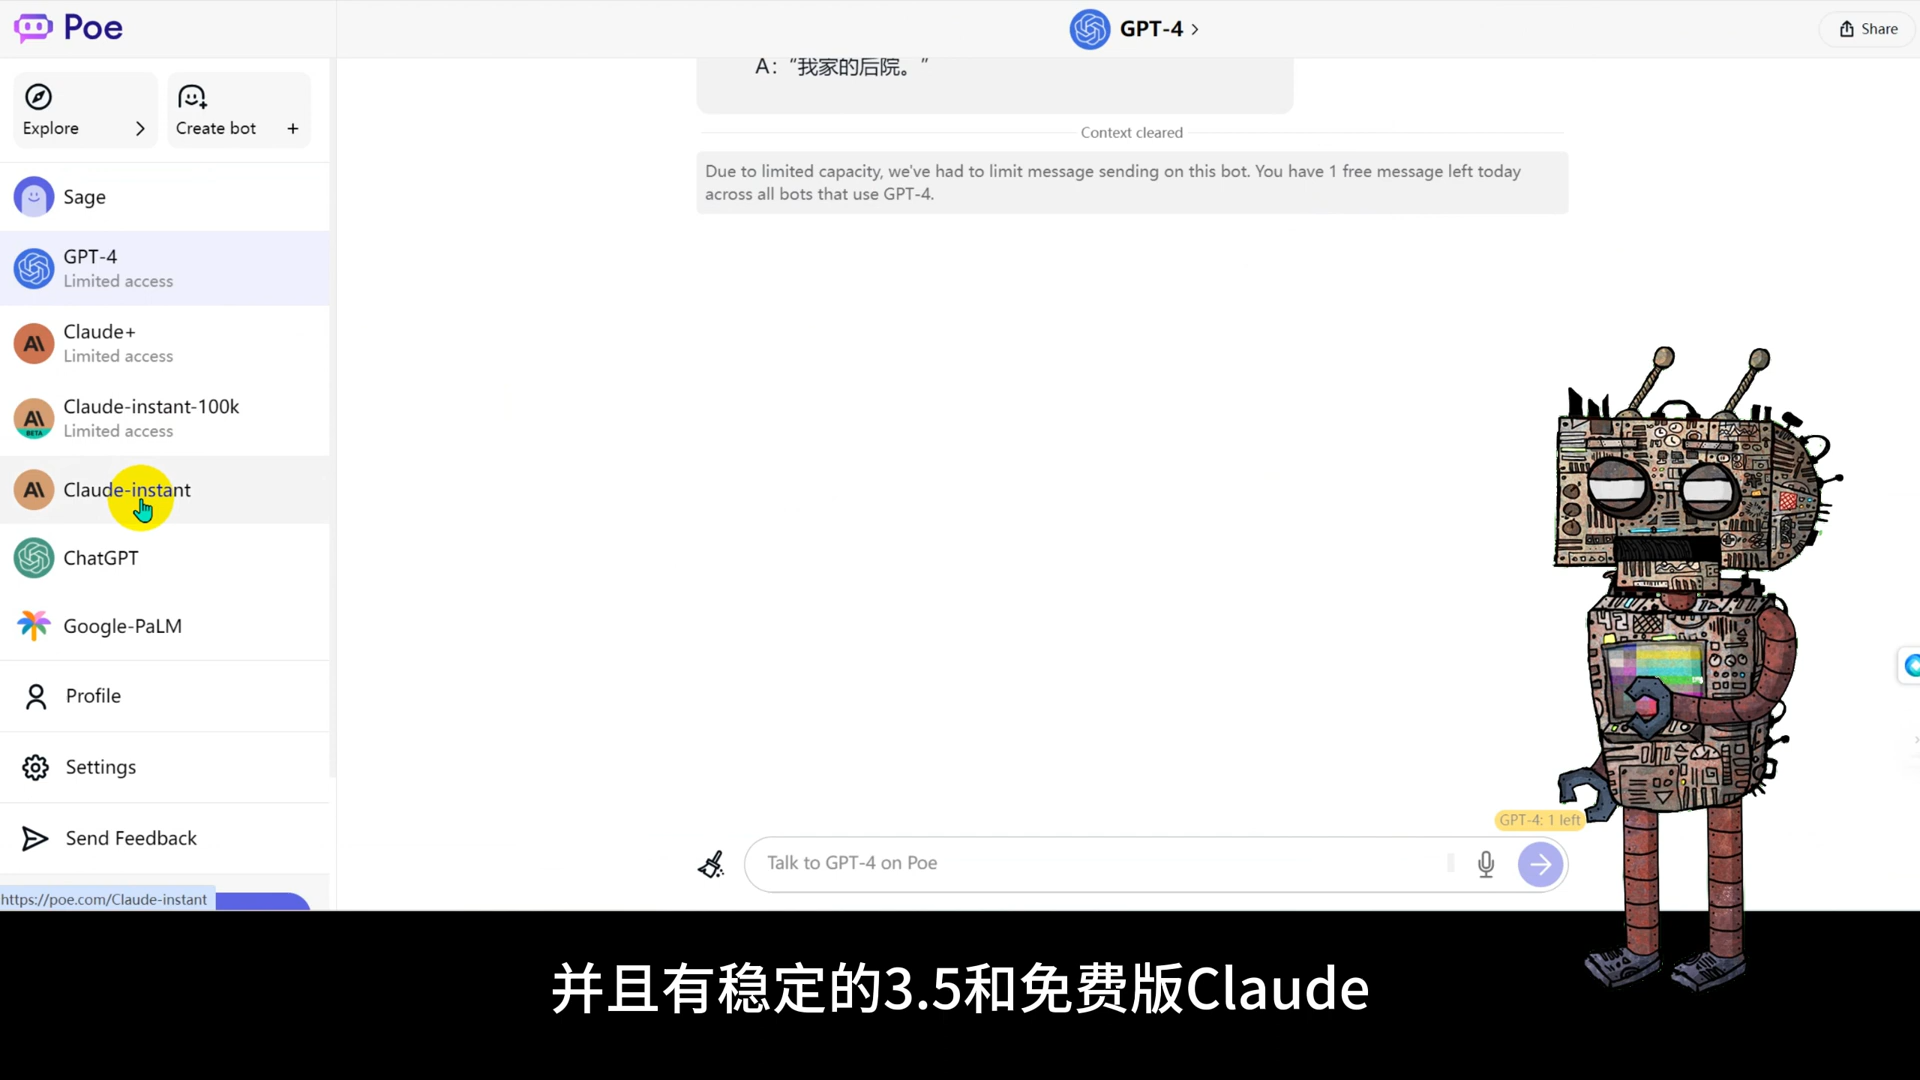 Poe
GPT-4
Share
Explore
Create bot
Sage
GPT-4
Limited access
Claude+
Limited access
Claude-instant-100k
Limited access
BETA
Claude-instant
ChatGPT
Google-PaLM
Profile
Settings
Send Feedback
https://poe.com/Claude-instant
A：“我家的后院。”
Context cleared
Due to limited capacity, we've had to limit message sending on this bot. You have 1 free message left today
across all bots that use GPT-4.
GPT-4: 1 left
Talk to GPT-4 on Poe
42
并且有稳定的3.5和免费版Claude